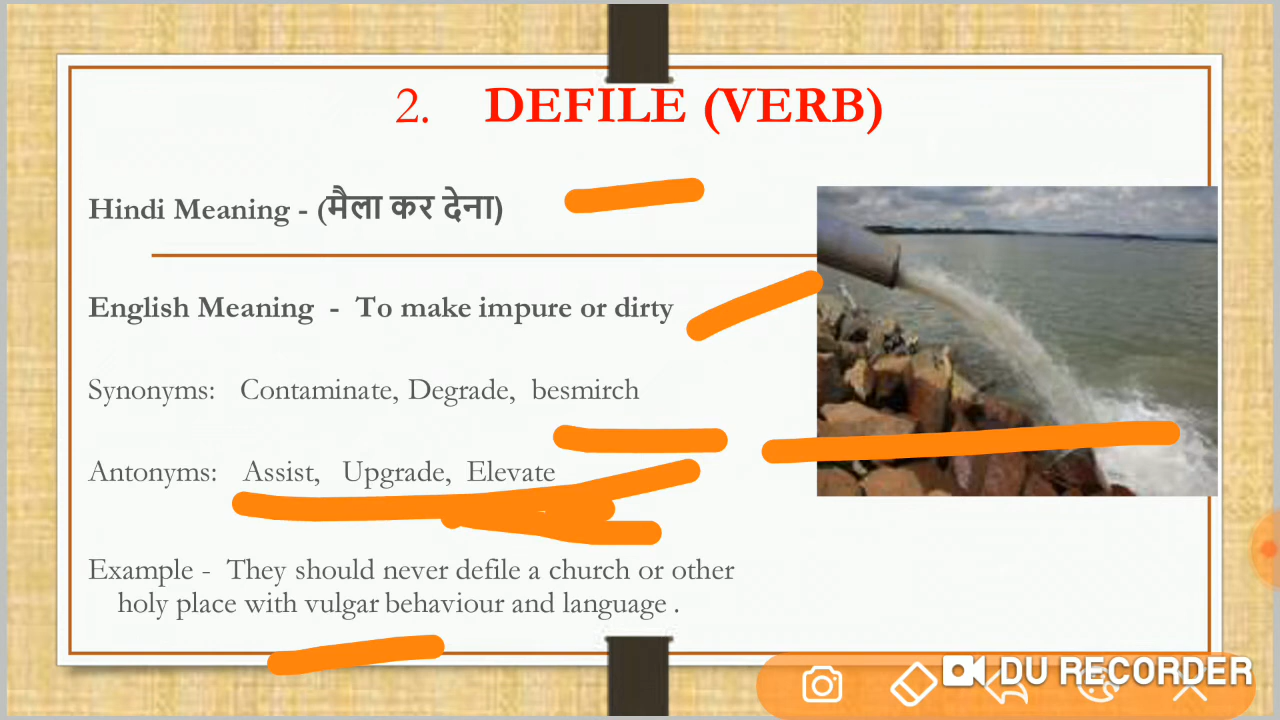 2. DEFILE (VERB)
Hindi Meaning - (मैला कर देना)
English Meaning - To make impure or dirty
Synonyms: Contaminate, Degrade, besmirch
Antonyms: Assist, Upgrade, Elevate
Example - They should never defile a church or other
holy place with vulgar behaviour and language .
DU RECORDER